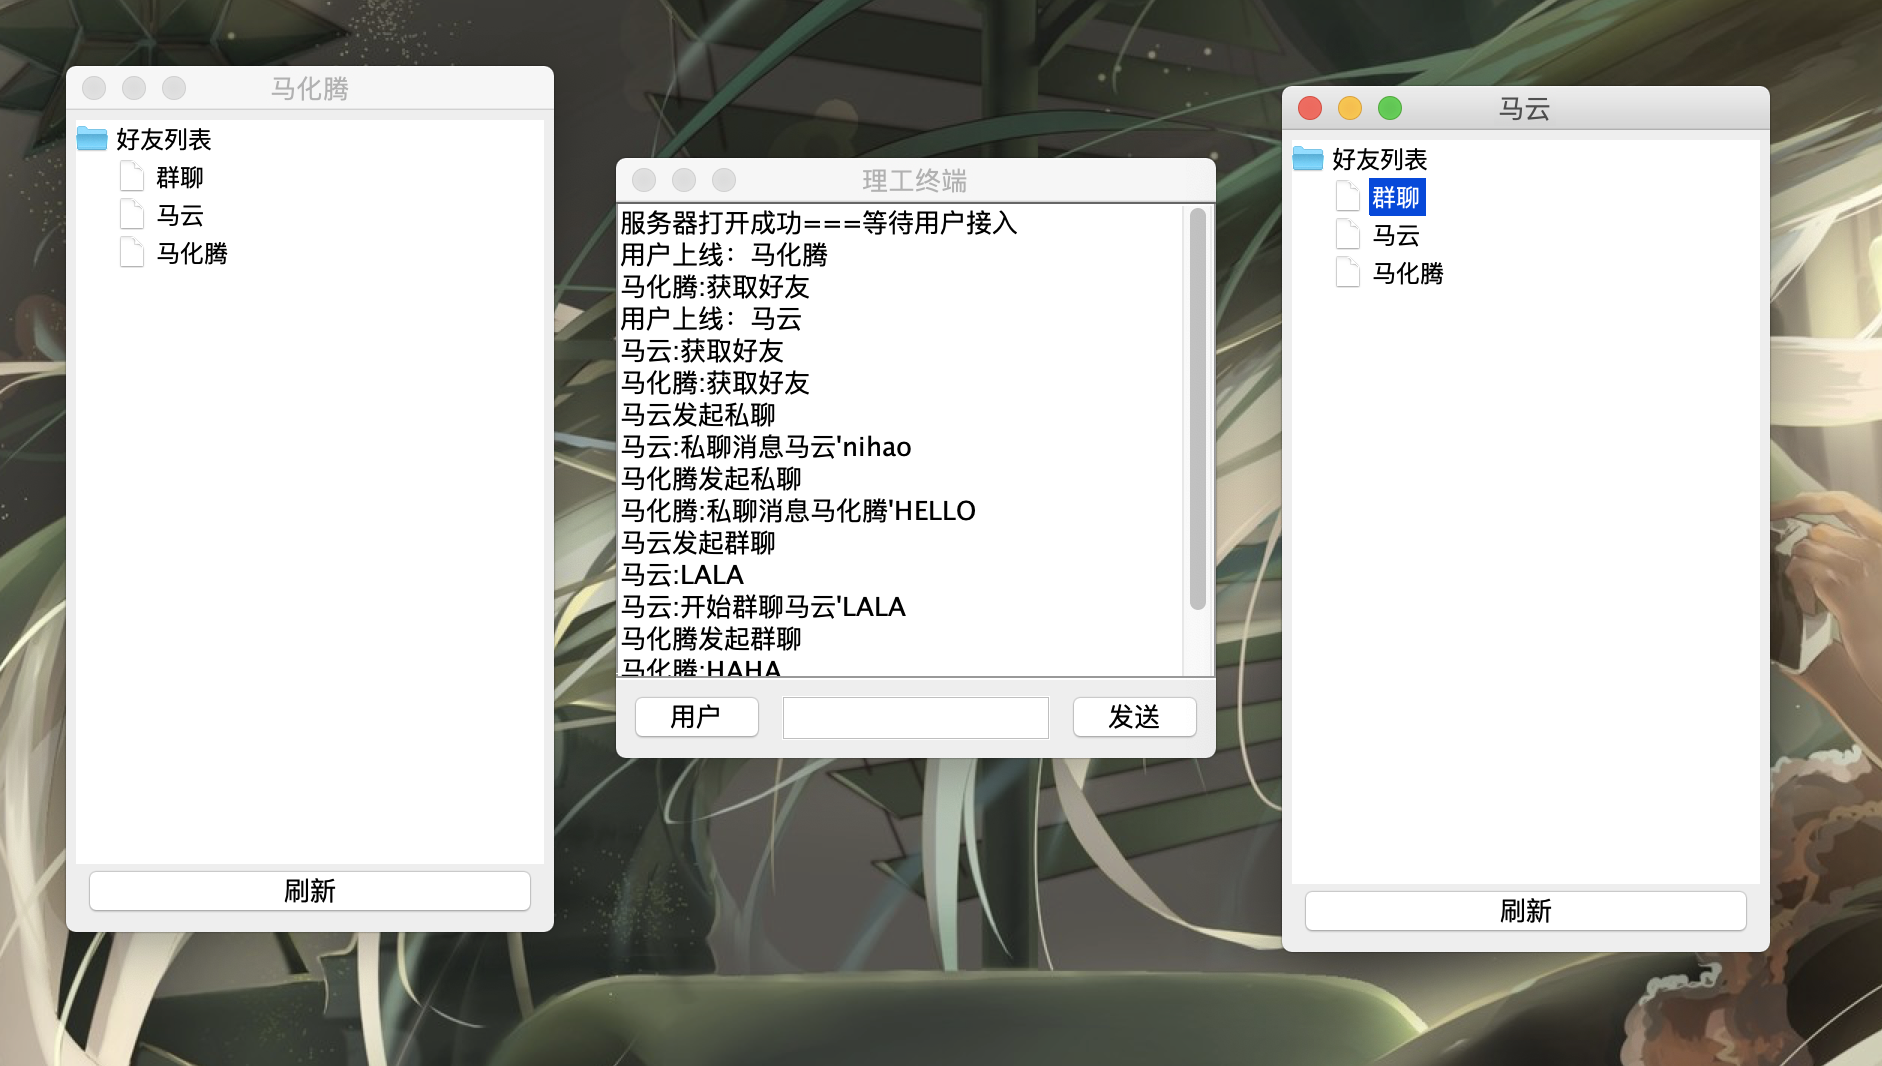 马化腾
好友列表
群聊
马云
马化腾
刷新
理工终端
服务器打开成功===等待用户接入
用户上线：马化腾
马化腾:获取好友
用户上线：马云
马云:获取好友
马化腾:获取好友
马云发起私聊
马云:私聊消息马云'nihao
马化腾发起私聊
马化腾:私聊消息马化腾'HELLO
马云发起群聊
马云:LALA
马云:开始群聊马云'LALA
马化腾发起群聊
马化腾:HAHA
用户
发送
马云
好友列表
群聊
马云
马化腾
刷新